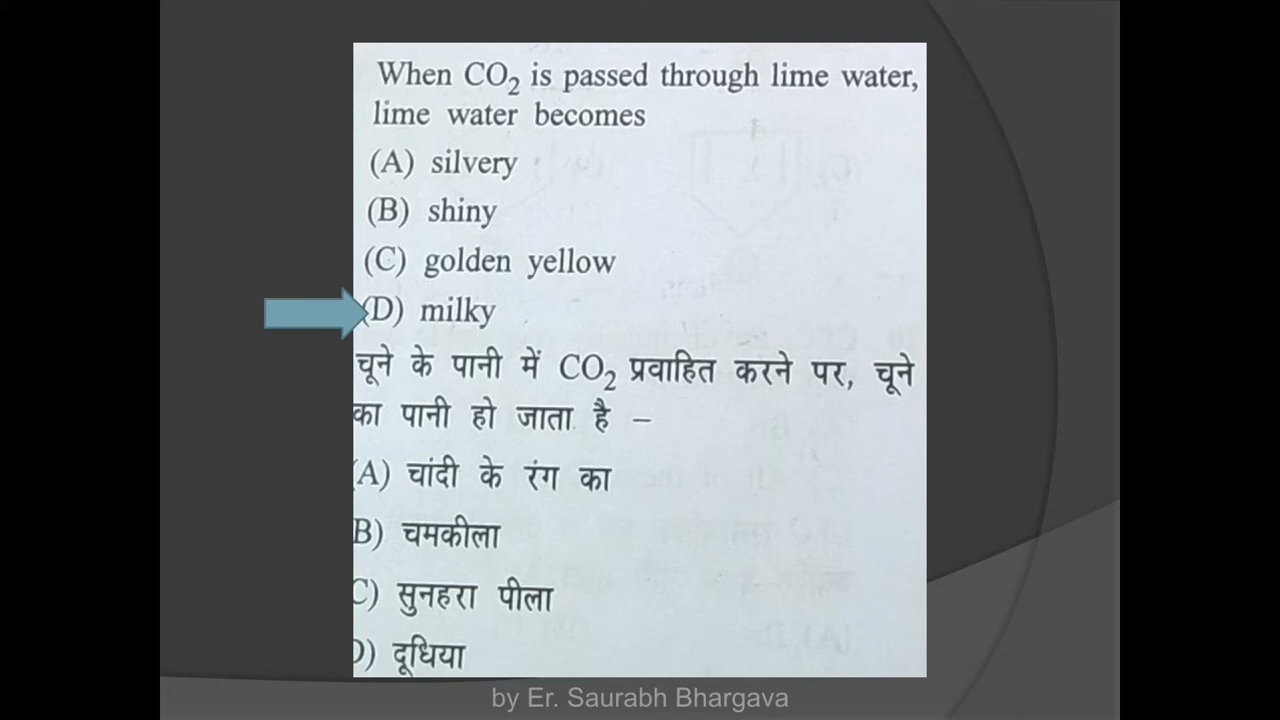 When CO₂ is passed through lime water,
lime water becomes
(A) silvery
(B) shiny
(C) golden yellow
(D) milky
चूने के पानी में CO₂ प्रवाहित करने पर, चूने
का पानी हो जाता है –
(A) चांदी के रंग का
B) चमकीला
C) सुनहरा पीला
D) दूधिया
by Er. Saurabh Bhargava